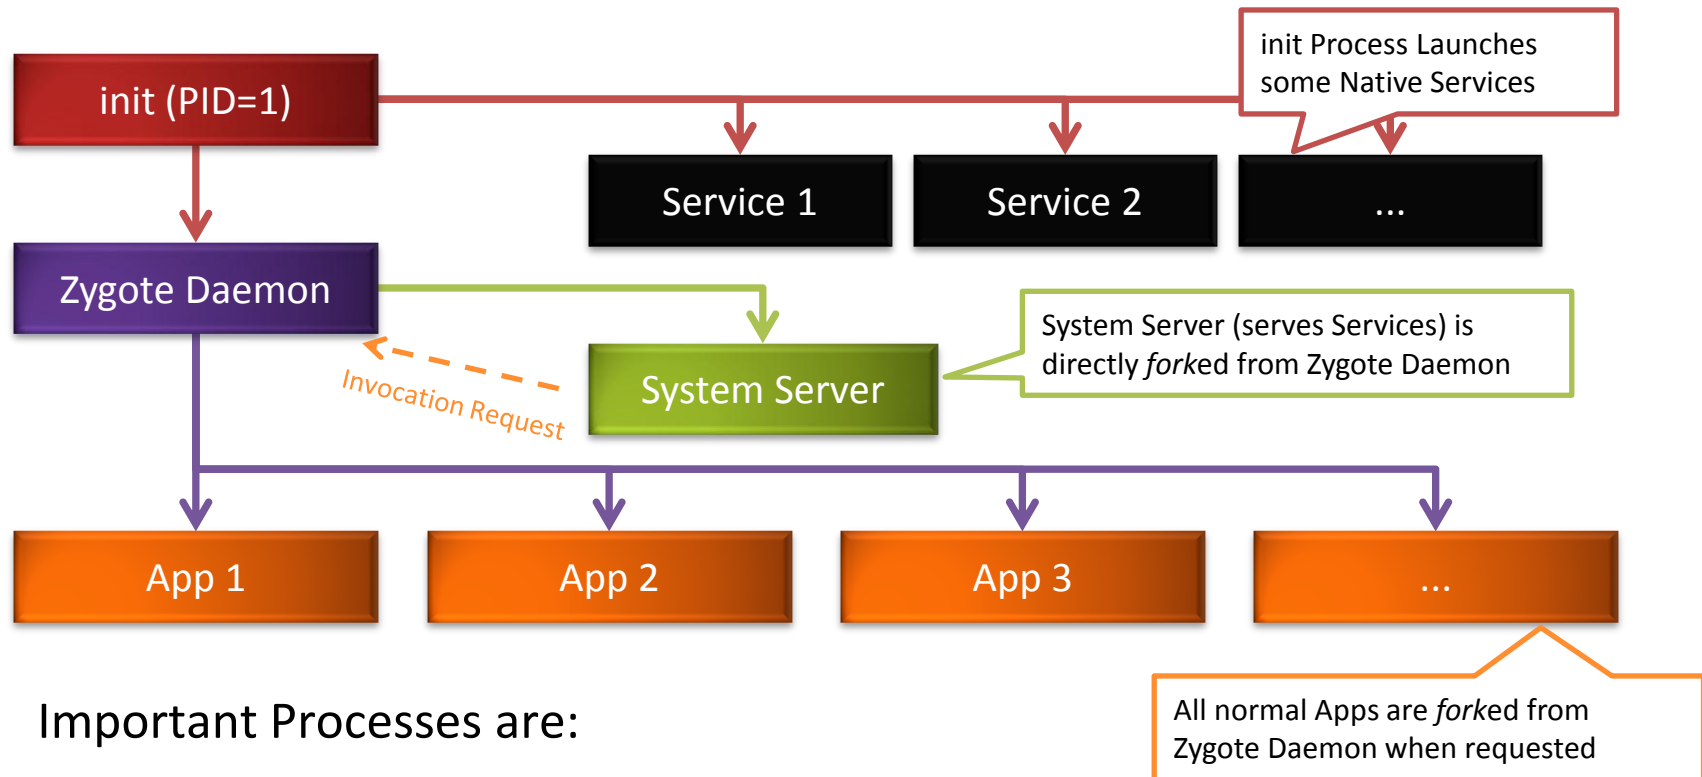 init Process Launches
some Native Services
init (PID=1)
Service 1
Service 2
...
Zygote Daemon
System Server (serves Services) is
directly forked from Zygote Daemon
Invocation Request
System Server
App 1
App 2
App 3
...
Important Processes are:
All normal Apps are forked from
Zygote Daemon when requested